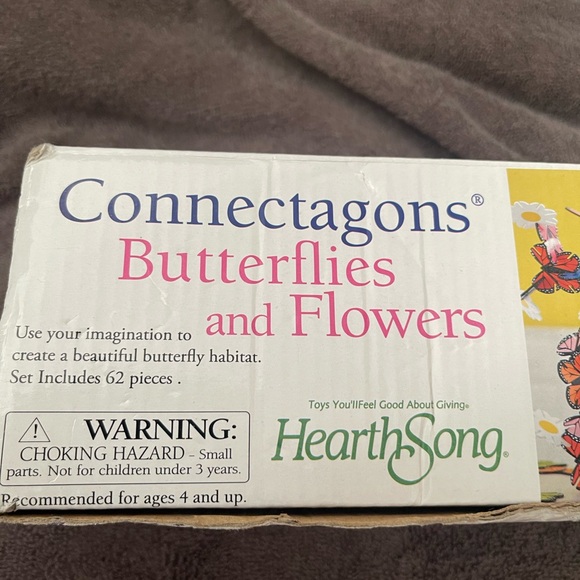 Connectagons®
Butterflies
and Flowers
Use your imagination to
create a beautiful butterfly habitat.
Set Includes 62 pieces .
WARNING:
CHOKING HAZARD - Small
parts. Not for children under 3 years.
Recommended for ages 4 and up.
Toys You'llFeel Good About Giving®
HearthSong®